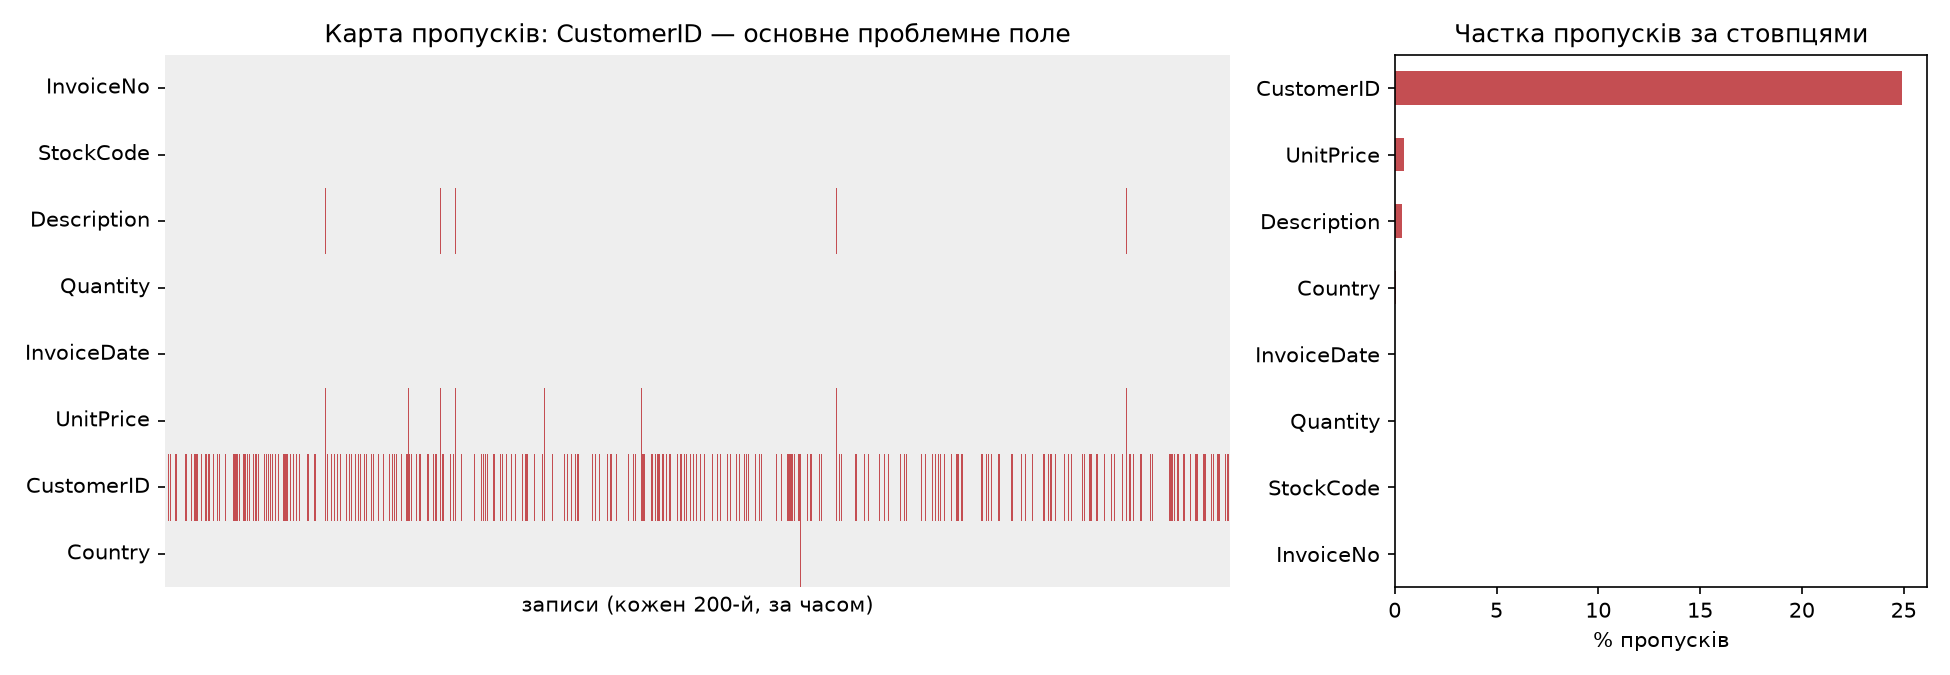 Карта пропусків: CustomerID — основне проблемне поле
InvoiceNo
StockCode
Description
Quantity
InvoiceDate
UnitPrice
CustomerID
Country
записи (кожен 200-й, за часом)
Частка пропусків за стовпцями
CustomerID
UnitPrice
Description
Country
InvoiceDate
Quantity
StockCode
InvoiceNo
0 5 10 15 20 25
% пропусків